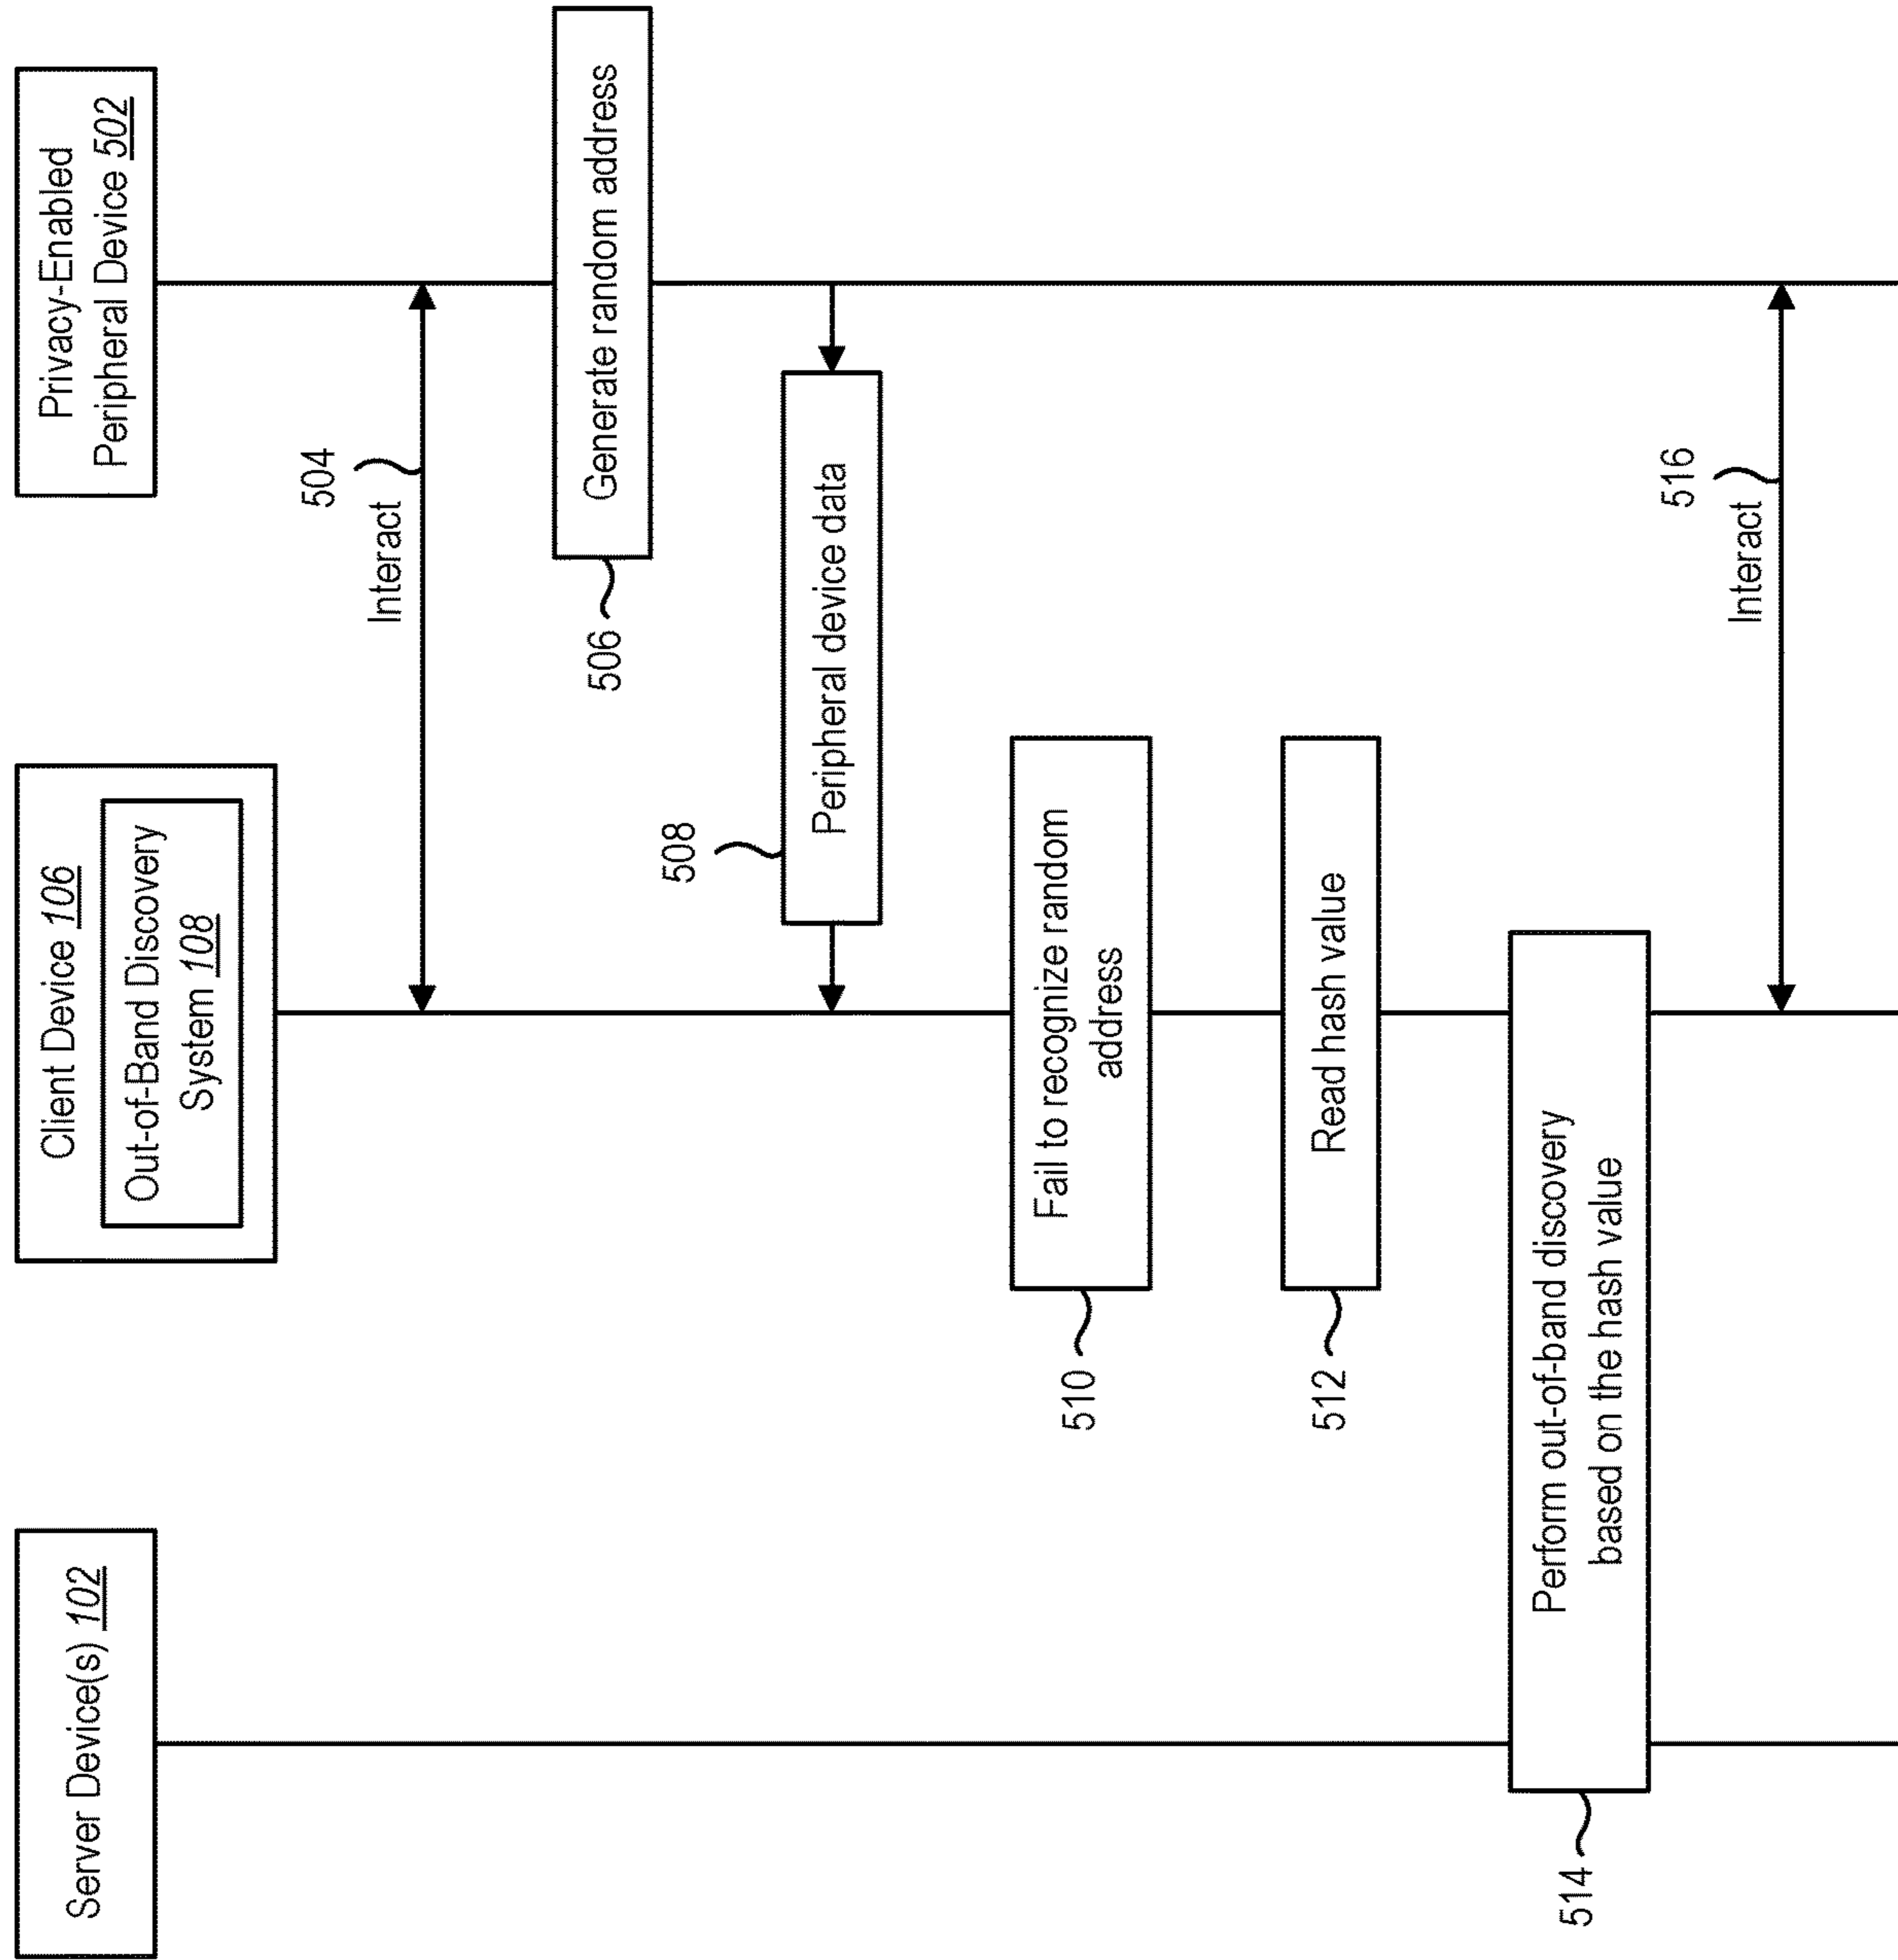 Server Device(s) 102
Client Device 106
Out-of-Band Discovery
System 108
Privacy-Enabled
Peripheral Device 502
504
Interact
Generate random address
506
508
Peripheral device data
Fail to recognize random
address
510
Read hash value
512
Perform out-of-band discovery
based on the hash value
514
516
Interact